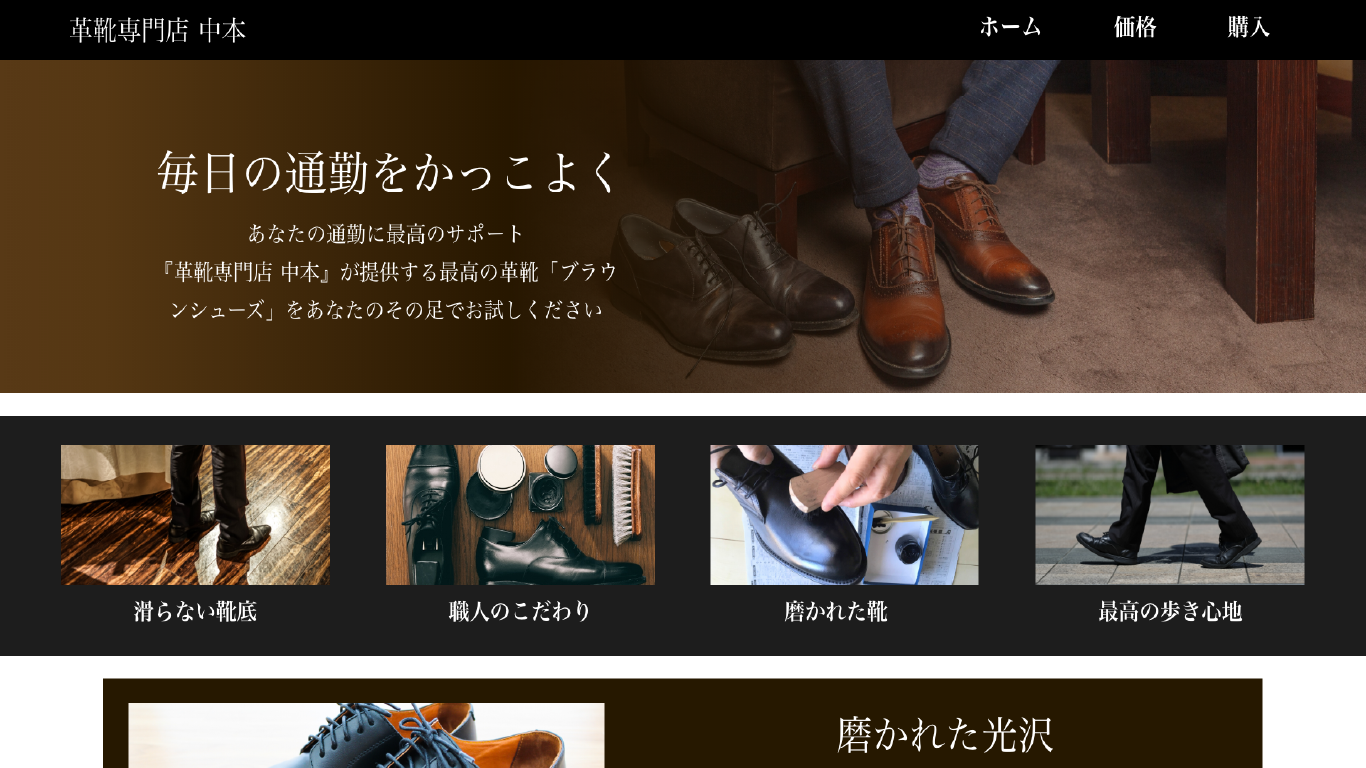 革靴専門店 中本
ホーム 価格 購入
毎日の通勤をかっこよく
あなたの通勤に最高のサポート
『革靴専門店 中本』が提供する最高の革靴「ブラウ
ンシューズ」をあなたのその足でお試しください
滑らない靴底
職人のこだわり
磨かれた靴
最高の歩き心地
磨かれた光沢